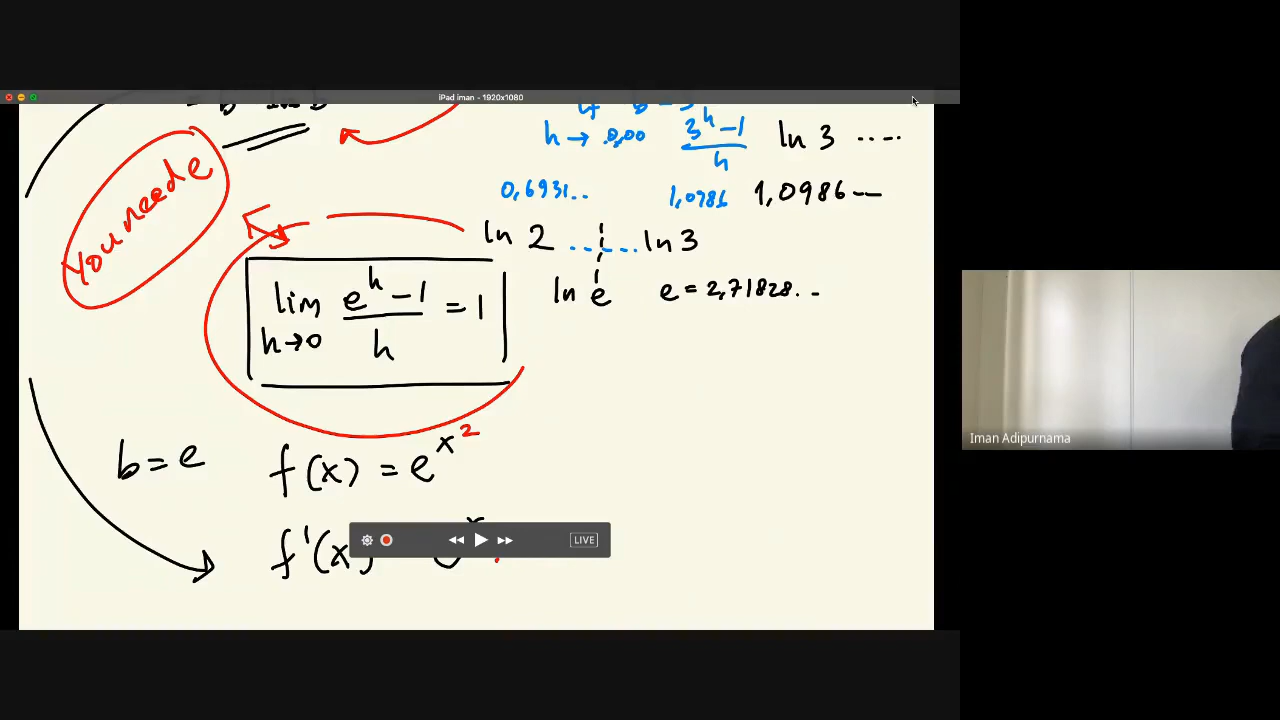 iPad iman - 1920x1080
h → 0,00 3^h - 1 / h ln 3 .....
You need e
0,6931.. 1,0986 1,0986 --
ln 2 ........ ln 3
ln e e = 2,71828. --
lim h→0 e^h - 1 / h = 1
Iman Adipurnama
b = e f(x) = e^x^2
f'(x)
LIVE